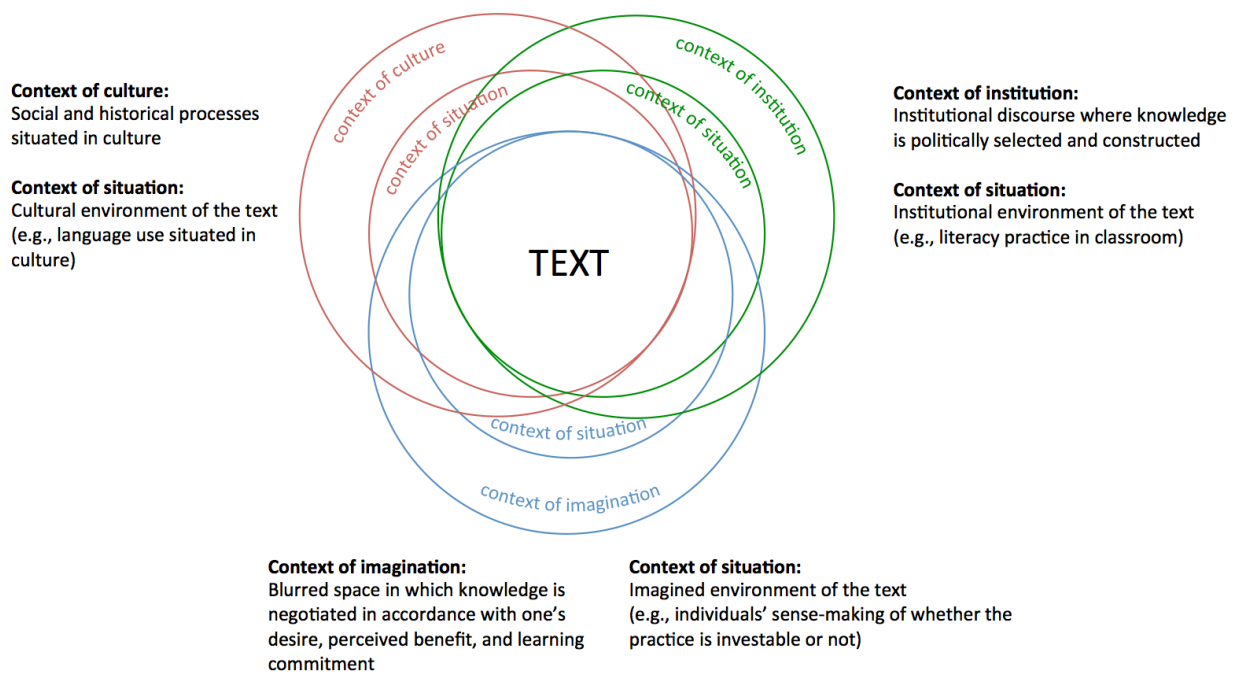 context of culture
context of institution
context of situation
context of situation
Context of culture:
Social and historical processes
situated in culture
Context of situation:
Cultural environment of the text
(e.g., language use situated in
culture)
Context of institution:
Institutional discourse where knowledge
is politically selected and constructed
Context of situation:
Institutional environment of the text
(e.g., literacy practice in classroom)
TEXT
context of situation
context of imagination
Context of imagination:
Blurred space in which knowledge is
negotiated in accordance with one’s
desire, perceived benefit, and learning
commitment
Context of situation:
Imagined environment of the text
(e.g., individuals’ sense-making of whether the
practice is investable or not)